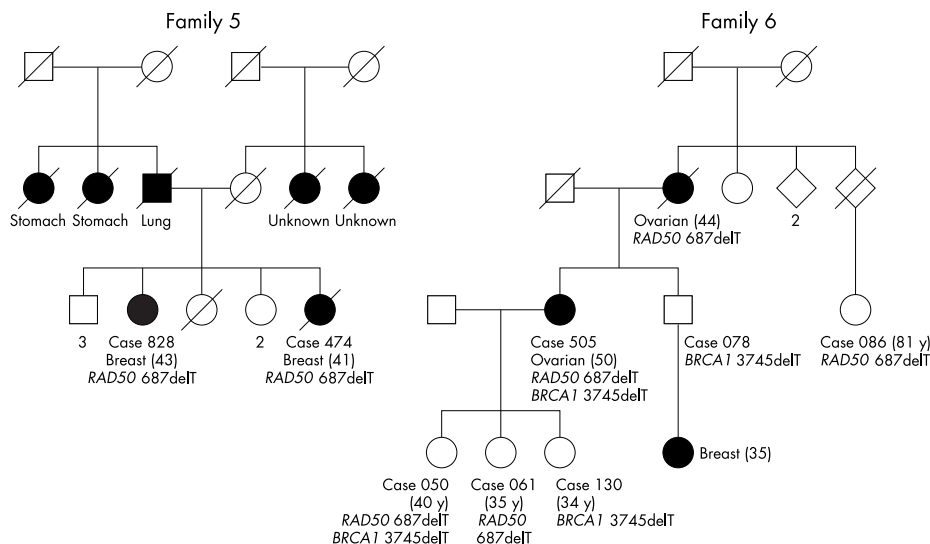 Family 5
Family 6
Stomach Stomach Lung
Unknown Unknown
Ovarian (44)
RAD50 687delT
2
3
Case 828
Breast (43)
RAD50 687delT
2
Case 474
Breast (41)
RAD50 687delT
Case 505
Ovarian (50)
RAD50 687delT
BRCA1 3745delT
Case 078
BRCA1 3745delT
Case 086 (81 y)
RAD50 687delT
Breast (35)
Case 050
(40 y)
RAD50 687delT
BRCA1 3745delT
Case 061
(35 y)
RAD50
687delT
Case 130
(34 y)
BRCA1 3745delT